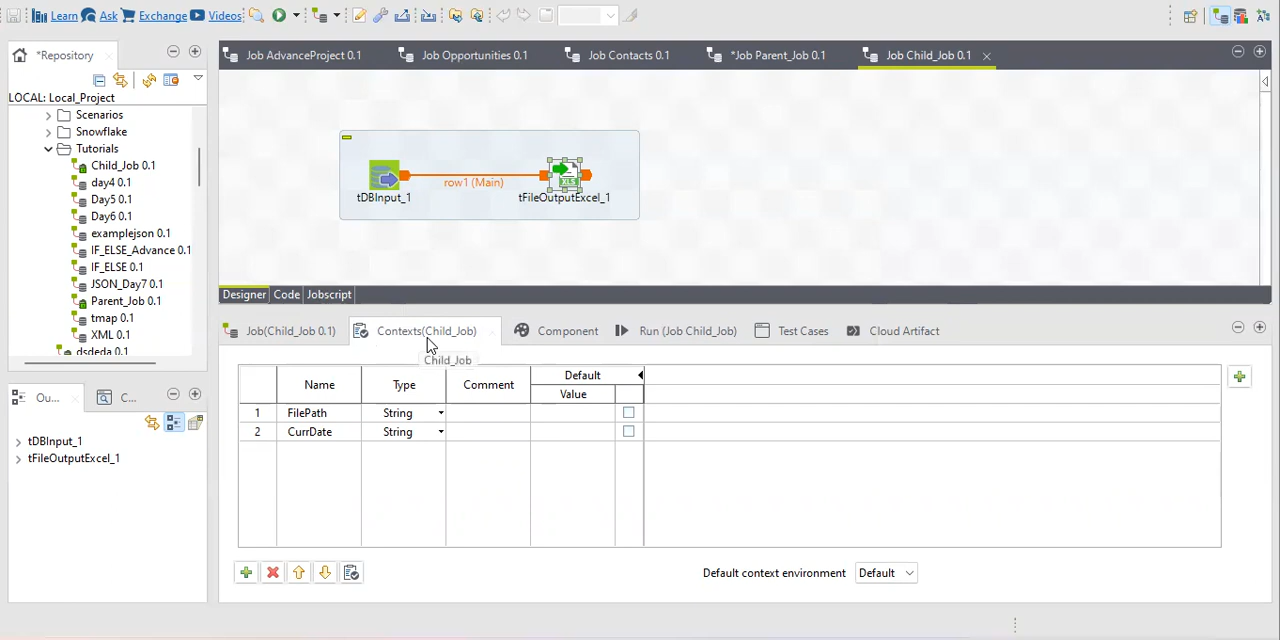 Learn Ask Exchange Videos
*Repository
LOCAL: Local_Project
Scenarios
Snowflake
Tutorials
Child_Job 0.1
day4 0.1
Day5 0.1
Day6 0.1
examplejson 0.1
IF_ELSE_Advance 0.1
IF_ELSE 0.1
JSON_Day7 0.1
Parent_Job 0.1
tmap 0.1
XML 0.1
dsdeda 0.1
Ou... C...
tDBInput_1
tFileOutputExcel_1
Job AdvanceProject 0.1 Job Opportunities 0.1 Job Contacts 0.1 *Job Parent_Job 0.1 Job Child_Job 0.1
row1 (Main)
XLS
tDBInput_1 tFileOutputExcel_1
Designer Code Jobscript
Job(Child_Job 0.1) Contexts(Child_Job) Component Run (Job Child_Job) Test Cases Cloud Artifact
Child_Job
Name Type Comment Default
Value
1 FilePath String
2 CurrDate String
Default context environment Default